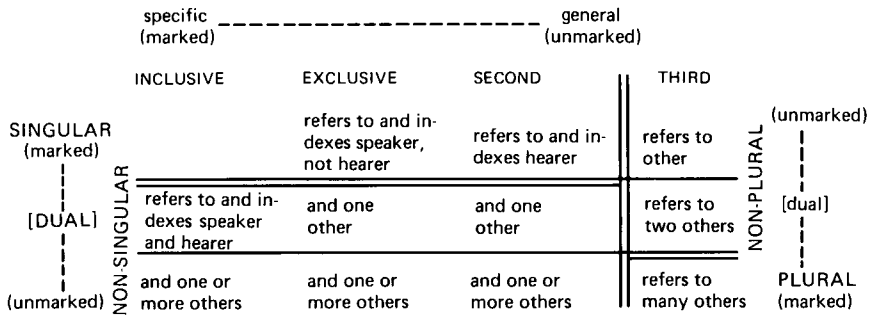 specific general
(marked) (unmarked)
INCLUSIVE EXCLUSIVE SECOND THIRD
SINGULAR
(marked)
refers to and in-
dexes speaker,
not hearer
refers to and in-
dexes hearer
refers to
other
(unmarked)
[DUAL]
NON-SINGULAR
refers to and in-
dexes speaker
and hearer
and one
other
and one
other
refers to
two others
NON-PLURAL
[dual]
(unmarked)
and one or
more others
and one or
more others
and one or
more others
refers to
many others
PLURAL
(marked)